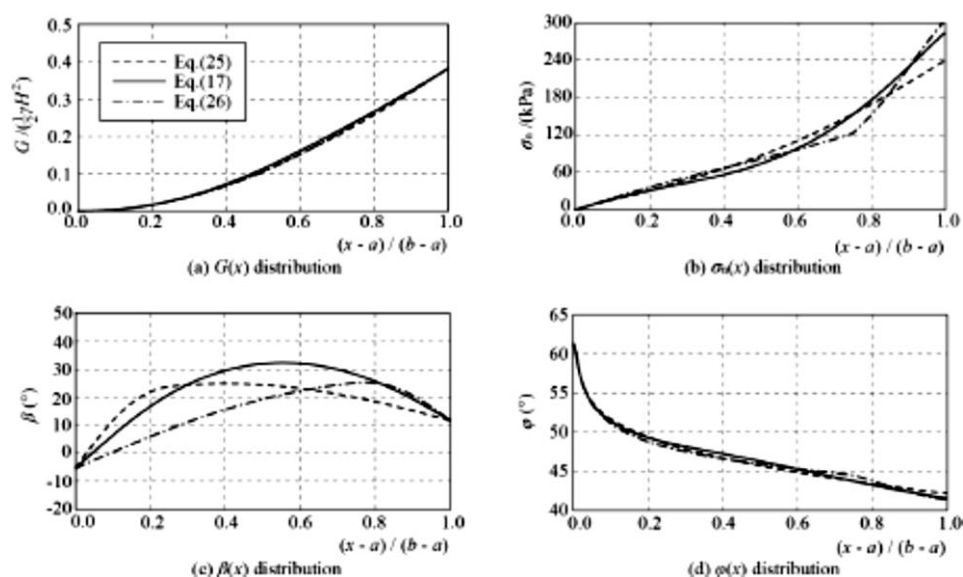 0.5
0.4
0.3
0.2
0.1
0.0
G/(½γH²)
Eq.(25)
Eq.(17)
Eq.(26)
0.0 0.2 0.4 0.6 0.8 1.0
(x - a) / (b - a)
(a) G(x) distribution
300
240
180
120
60
0
σₙ /(kPa)
0.0 0.2 0.4 0.6 0.8 1.0
(x - a) / (b - a)
(b) σₙ(x) distribution
50
40
30
20
10
0
-10
-20
β (°)
0.0 0.2 0.4 0.6 0.8 1.0
(x - a) / (b - a)
(c) β(x) distribution
65
60
55
50
45
40
φ (°)
0.0 0.2 0.4 0.6 0.8 1.0
(x - a) / (b - a)
(d) φ(x) distribution